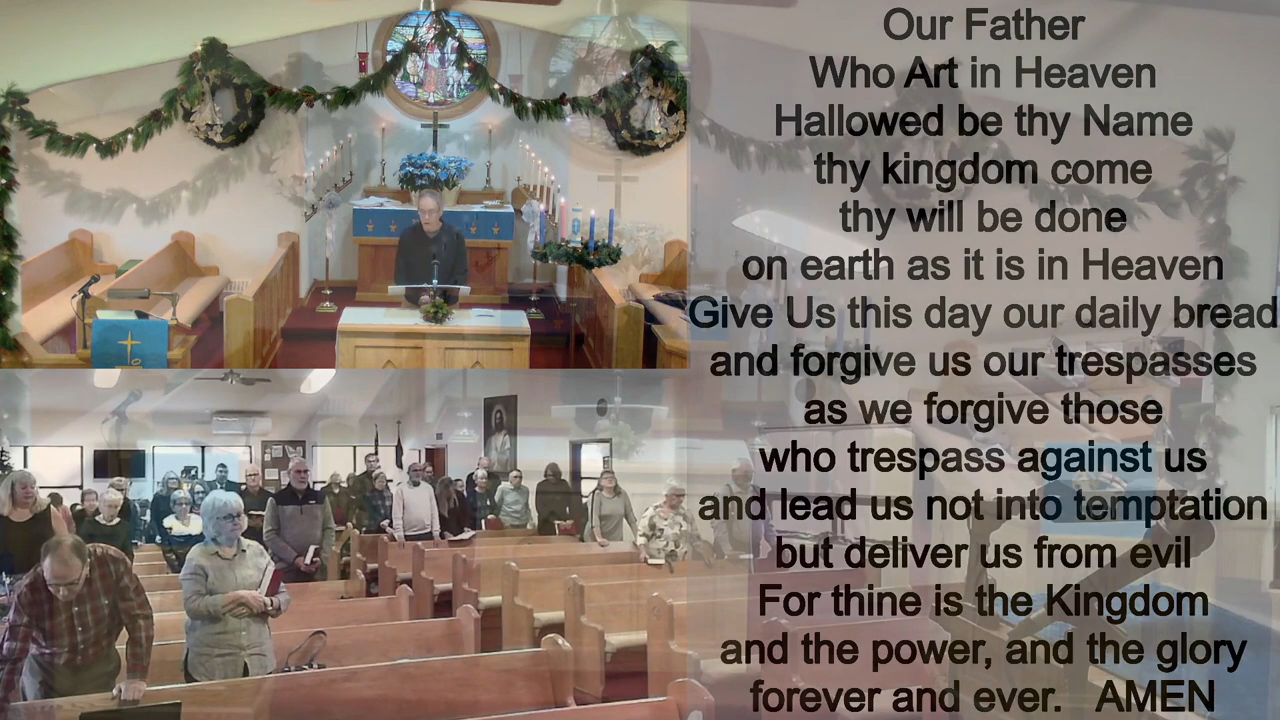 Our Father
Who Art in Heaven
Hallowed be thy Name
thy kingdom come
thy will be done
on earth as it is in Heaven
Give Us this day our daily bread
and forgive us our trespasses
as we forgive those
who trespass against us
and lead us not into temptation
but deliver us from evil
For thine is the Kingdom
and the power, and the glory
forever and ever. AMEN